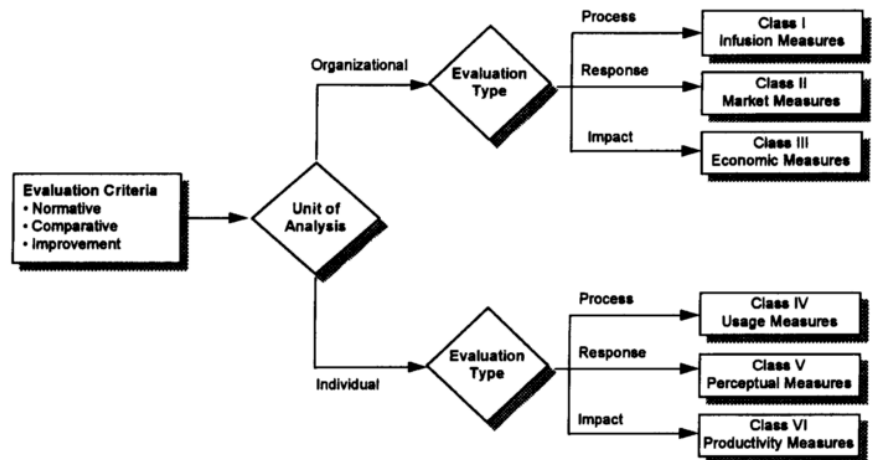 Process
Class I
Infusion Measures
Organizational
Evaluation
Type
Response
Class II
Market Measures
Impact
Class III
Economic Measures
Evaluation Criteria
• Normative
• Comparative
• Improvement
Unit of
Analysis
Process
Class IV
Usage Measures
Individual
Evaluation
Type
Response
Class V
Perceptual Measures
Impact
Class VI
Productivity Measures